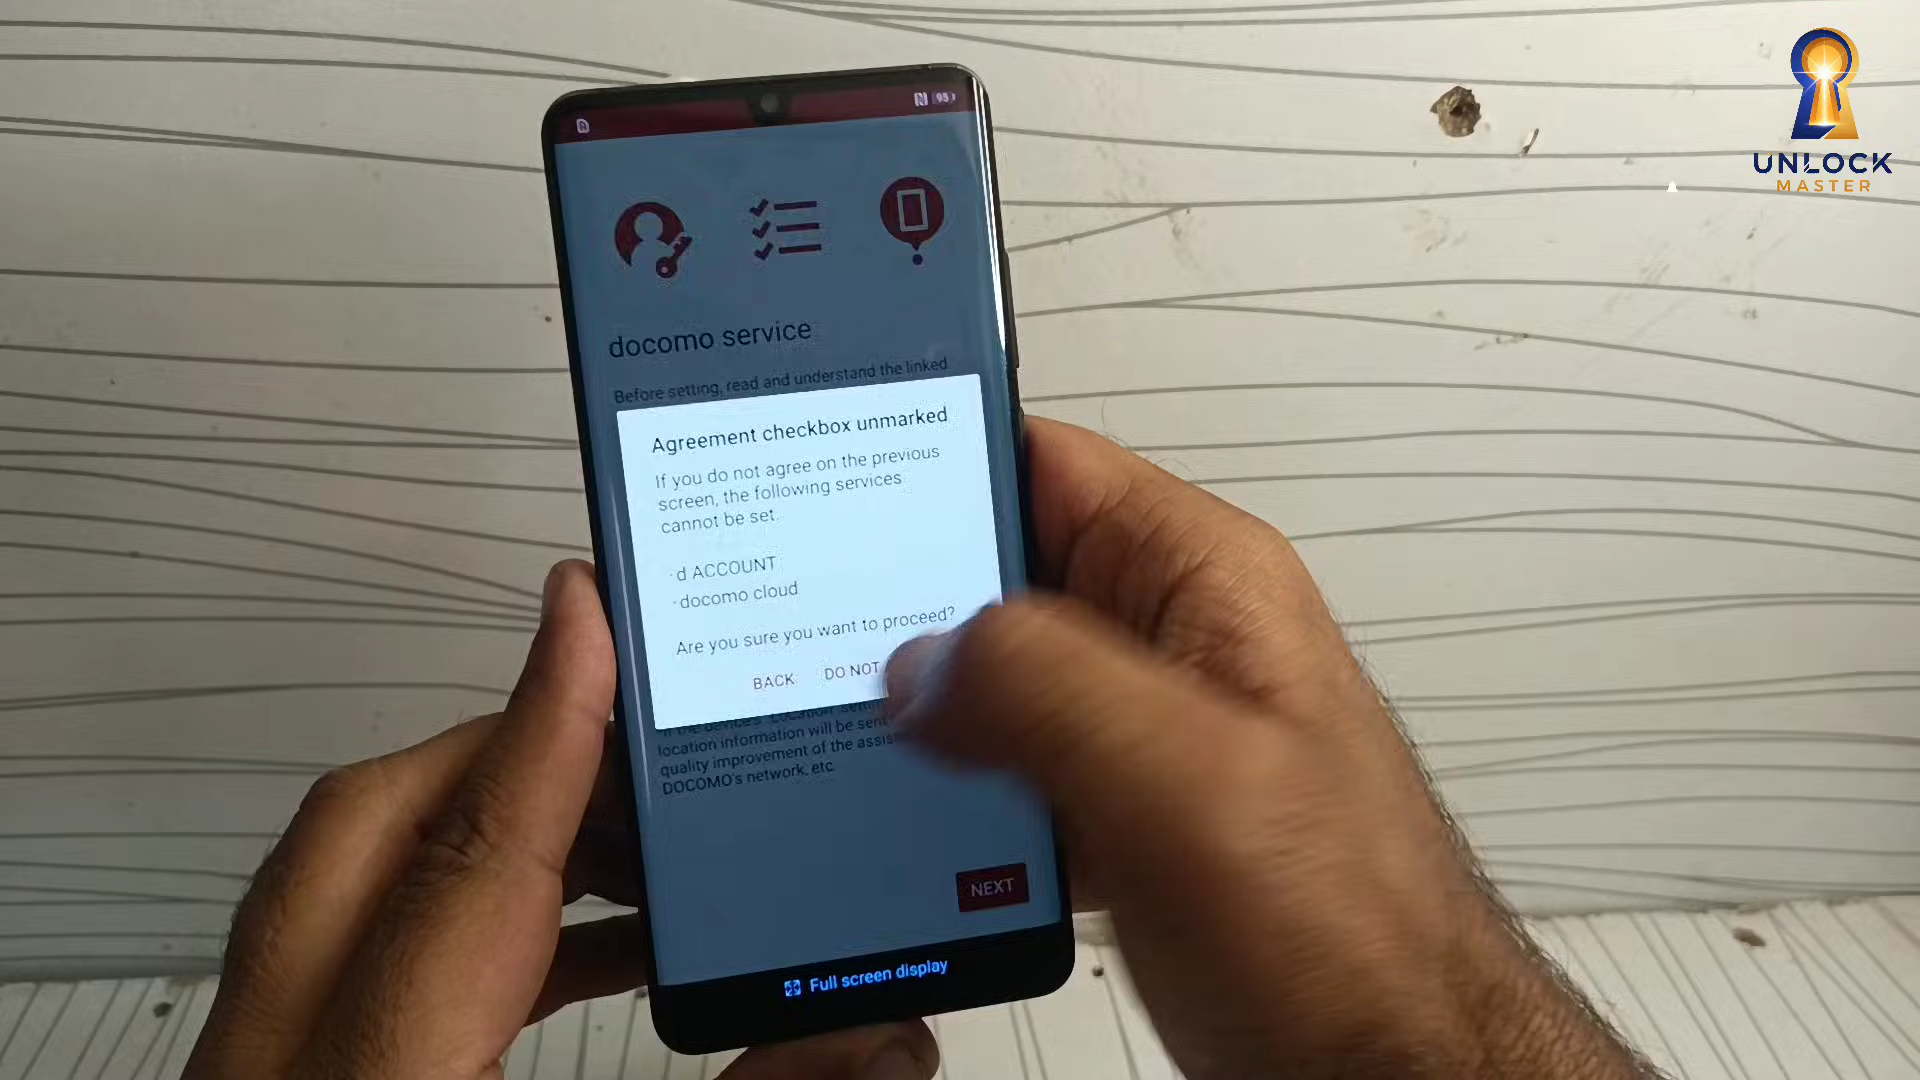 UNLOCK
MASTER
95
docomo service
Before setting, read and understand the linked
Agreement checkbox unmarked
If you do not agree on the previous
screen, the following services
cannot be set.
· d ACCOUNT
· docomo cloud
Are you sure you want to proceed?
BACK DO NOT
location information will be sent
quality improvement of the
DOCOMO's network, etc
NEXT
Full screen display